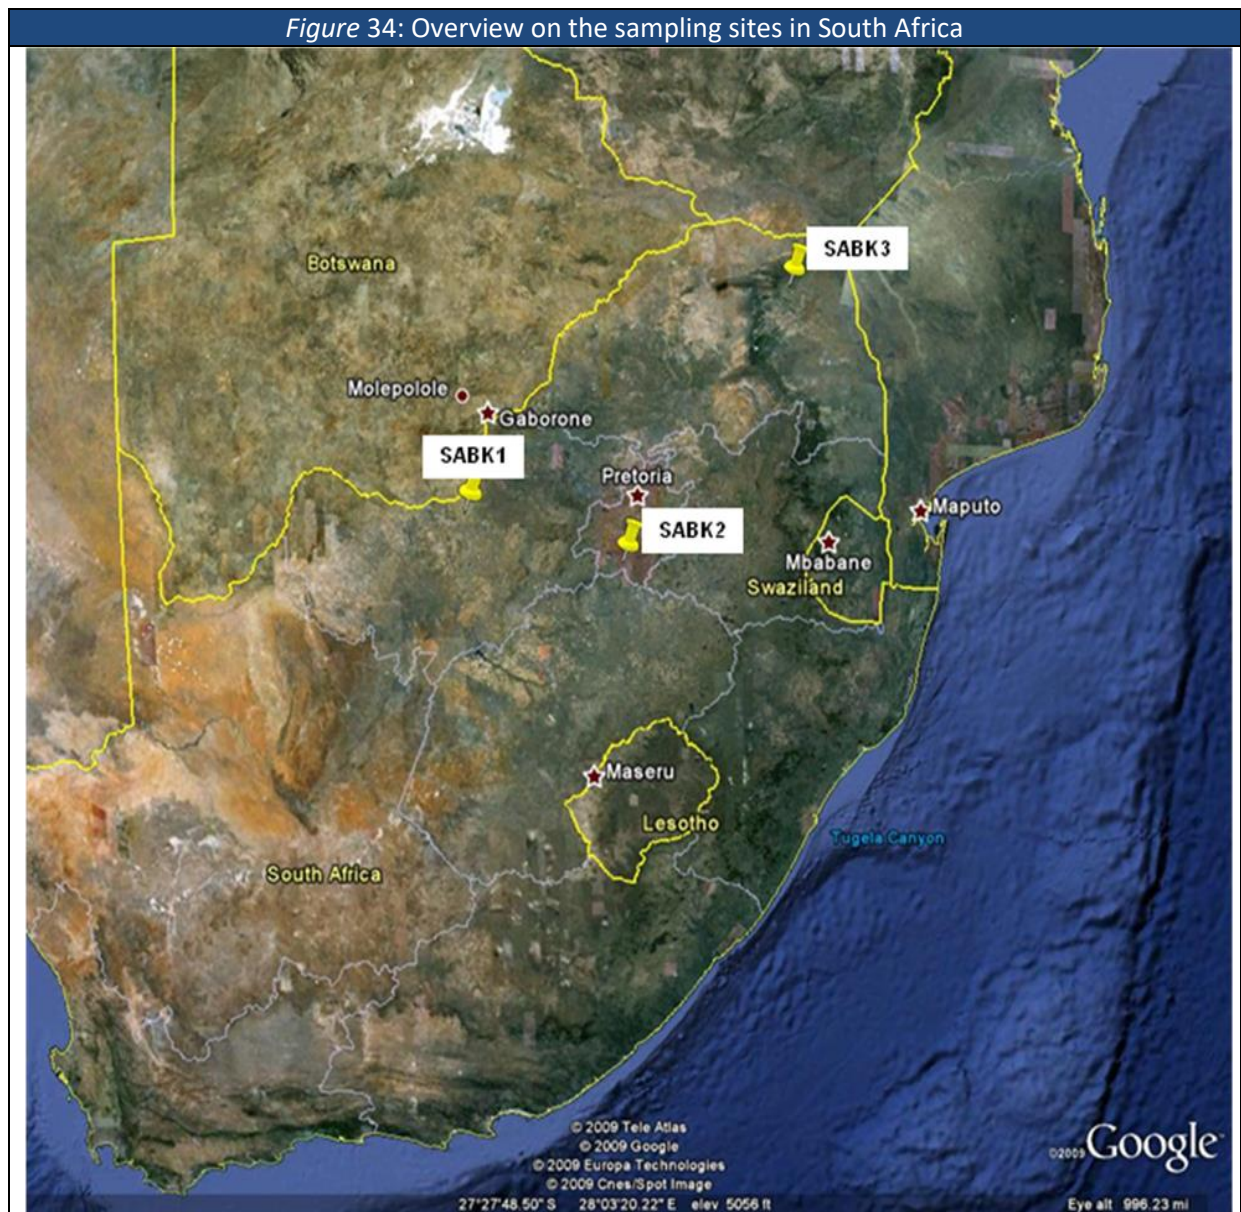 Figure 34: Overview on the sampling sites in South Africa
SABK3
Botswana
Molepolole
Gaborone
SABK1
Pretoria
Maputo
SABK2
Mbabane
Swaziland
Maseru
Lesotho
Tugela Canyon
South Africa
© 2009 Tele Atlas
© 2009 Google
© 2009 Europa Technologies
© 2009 Cnes/Spot Image
©2009 Google
27°27'48.50" S 28°03'20.22" E elev 5056 ft Eye alt 996.23 mi